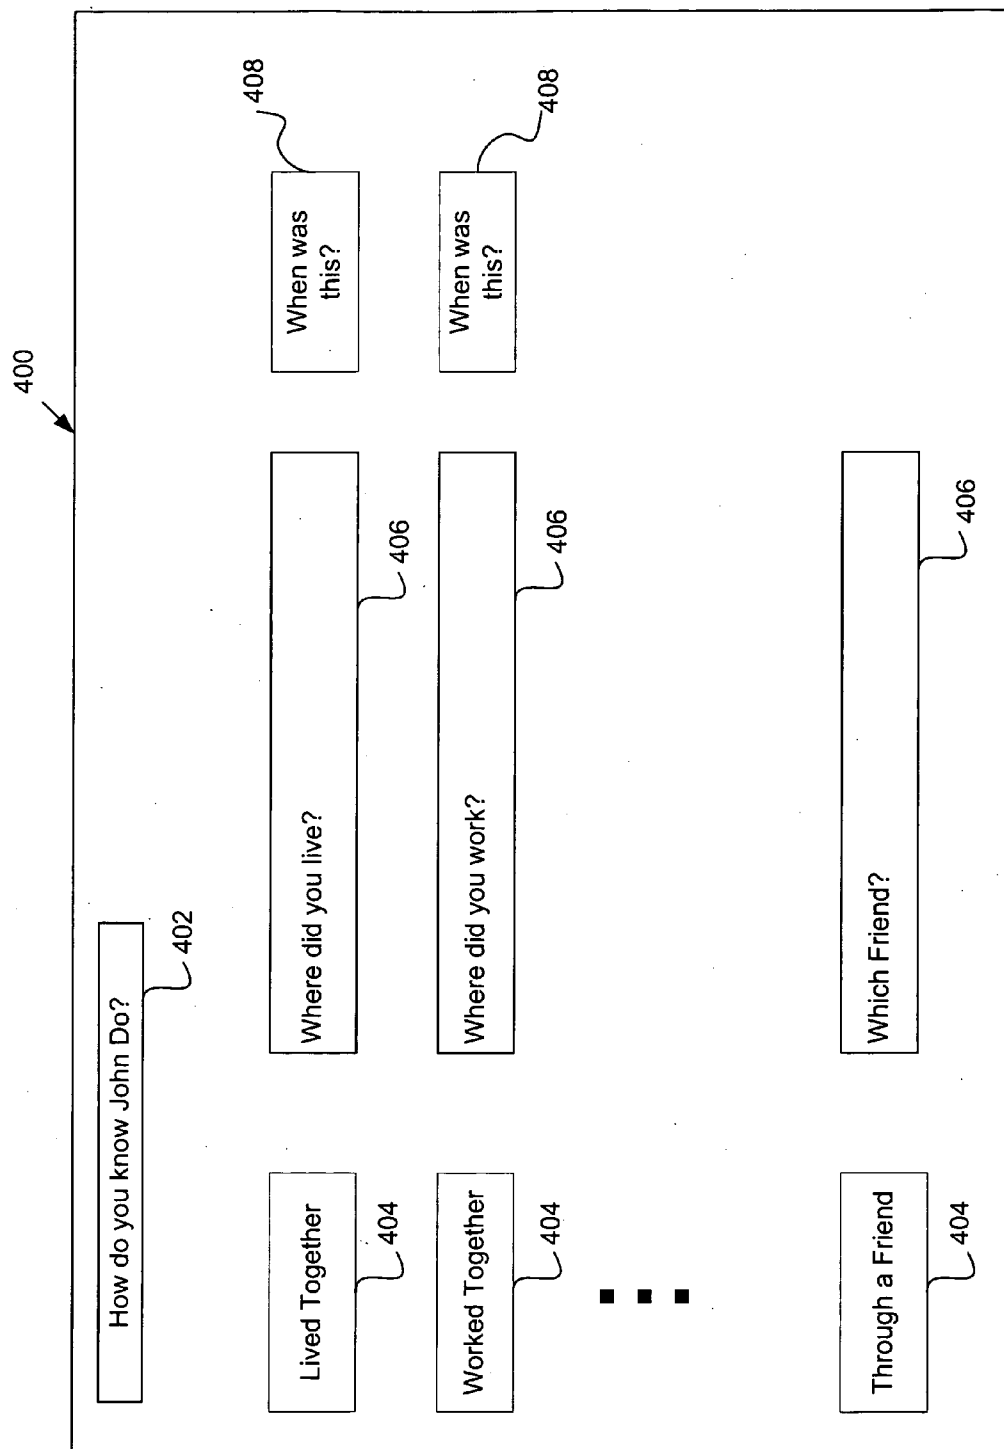 400
How do you know John Do?
402
Lived Together
404
Where did you live?
406
When was
this?
408
Worked Together
404
Where did you work?
406
When was
this?
408
Through a Friend
404
Which Friend?
406